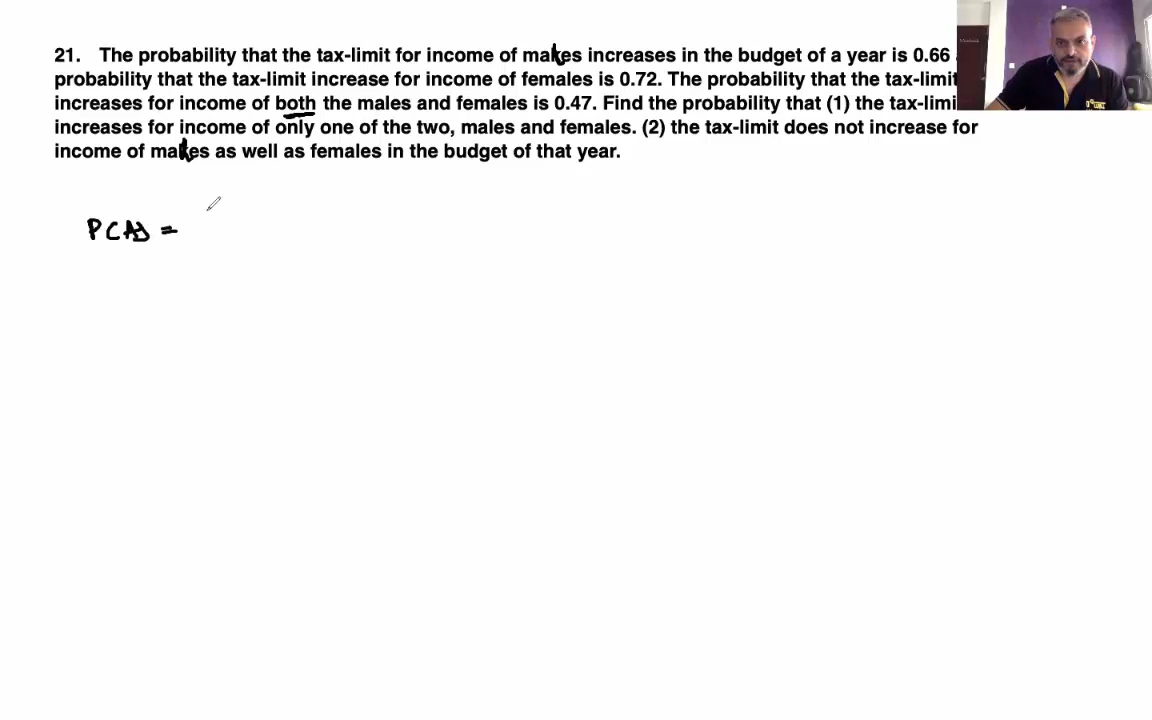 21. The probability that the tax-limit for income of makes increases in the budget of a year is 0.66
probability that the tax-limit increase for income of females is 0.72. The probability that the tax-limit
increases for income of both the males and females is 0.47. Find the probability that (1) the tax-limi
increases for income of only one of the two, males and females. (2) the tax-limit does not increase for
income of makes as well as females in the budget of that year.
P(A) =